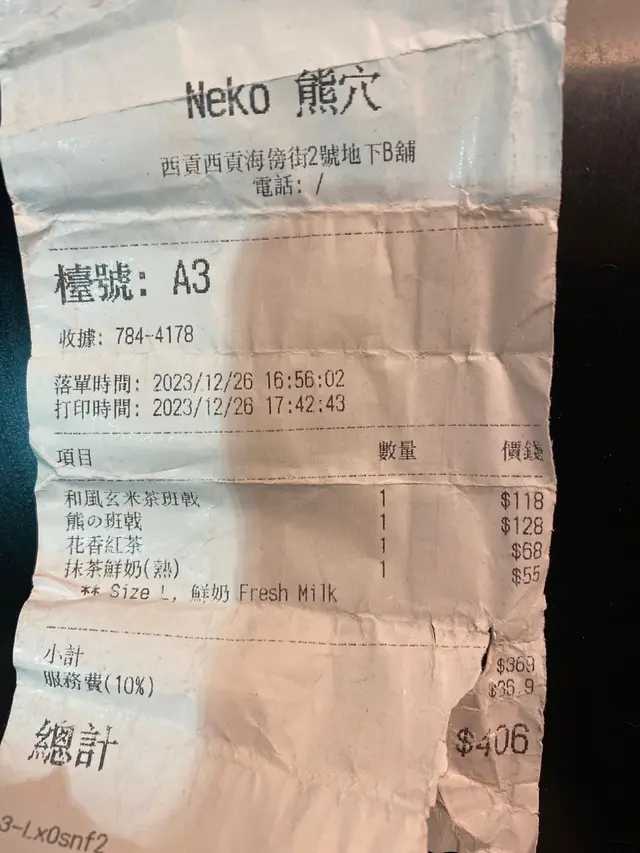 Neko 熊穴
西貢西貢海傍街2號地下B舖
電話: /
檯號: A3
收據: 784-4178
落單時間: 2023/12/26 16:56:02
打印時間: 2023/12/26 17:42:43
項目 數量 價錢
和風玄米茶班戟 1 $118
熊の班戟 1 $128
花香紅茶 1 $68
抹茶鮮奶(熱) 1 $55
** Size L, 鮮奶 Fresh Milk
小計 $369
服務費(10%) $36.9
總計 $406
3-LxOsnf2